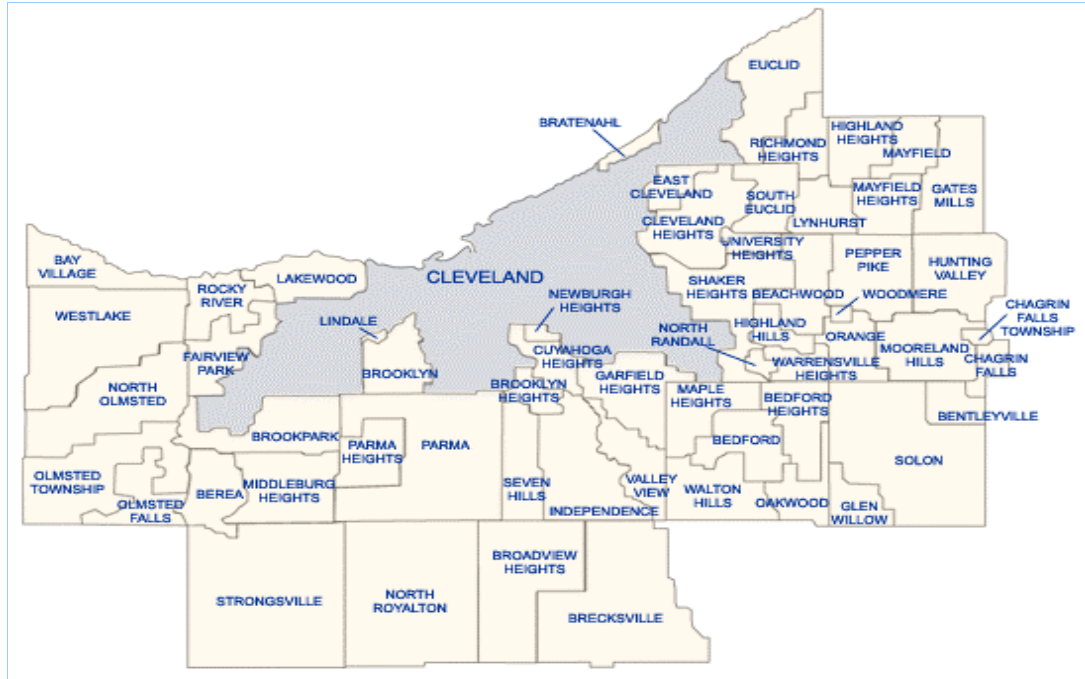 EUCLID
BRATENAHL
HIGHLAND
HEIGHTS
RICHMOND
HEIGHTS
MAYFIELD
EAST
CLEVELAND
SOUTH
EUCLID
MAYFIELD
HEIGHTS
GATES
MILLS
LYNHURST
CLEVELAND
HEIGHTS
UNIVERSITY
HEIGHTS
PEPPER
PIKE
HUNTING
VALLEY
BAY
VILLAGE
LAKEWOOD
CLEVELAND
ROCKY
RIVER
SHAKER
HEIGHTS
BEACHWOOD
WOODMERE
NEWBURGH
HEIGHTS
CHAGRIN
FALLS
TOWNSHIP
WESTLAKE
LINDALE
NORTH
RANDALL
HIGHLAND
HILLS
ORANGE
MOORELAND
HILLS
CUYAHOGA
HEIGHTS
FAIRVIEW
PARK
BROOKLYN
WARRENSVILLE
HEIGHTS
CHAGRIN
FALLS
BROOKLYN
HEIGHTS
GARFIELD
HEIGHTS
NORTH
OLMSTED
MAPLE
HEIGHTS
BEDFORD
HEIGHTS
BENTLEYVILLE
BROOKPARK
PARMA
HEIGHTS
PARMA
BEDFORD
SOLON
OLMSTED
TOWNSHIP
BEREA
MIDDLEBURG
HEIGHTS
SEVEN
HILLS
VALLEY
VIEW
WALTON
HILLS
OAKWOOD
OLMSTED
FALLS
INDEPENDENCE
GLEN
WILLOW
BROADVIEW
HEIGHTS
STRONGSVILLE
NORTH
ROYALTON
BRECKSVILLE